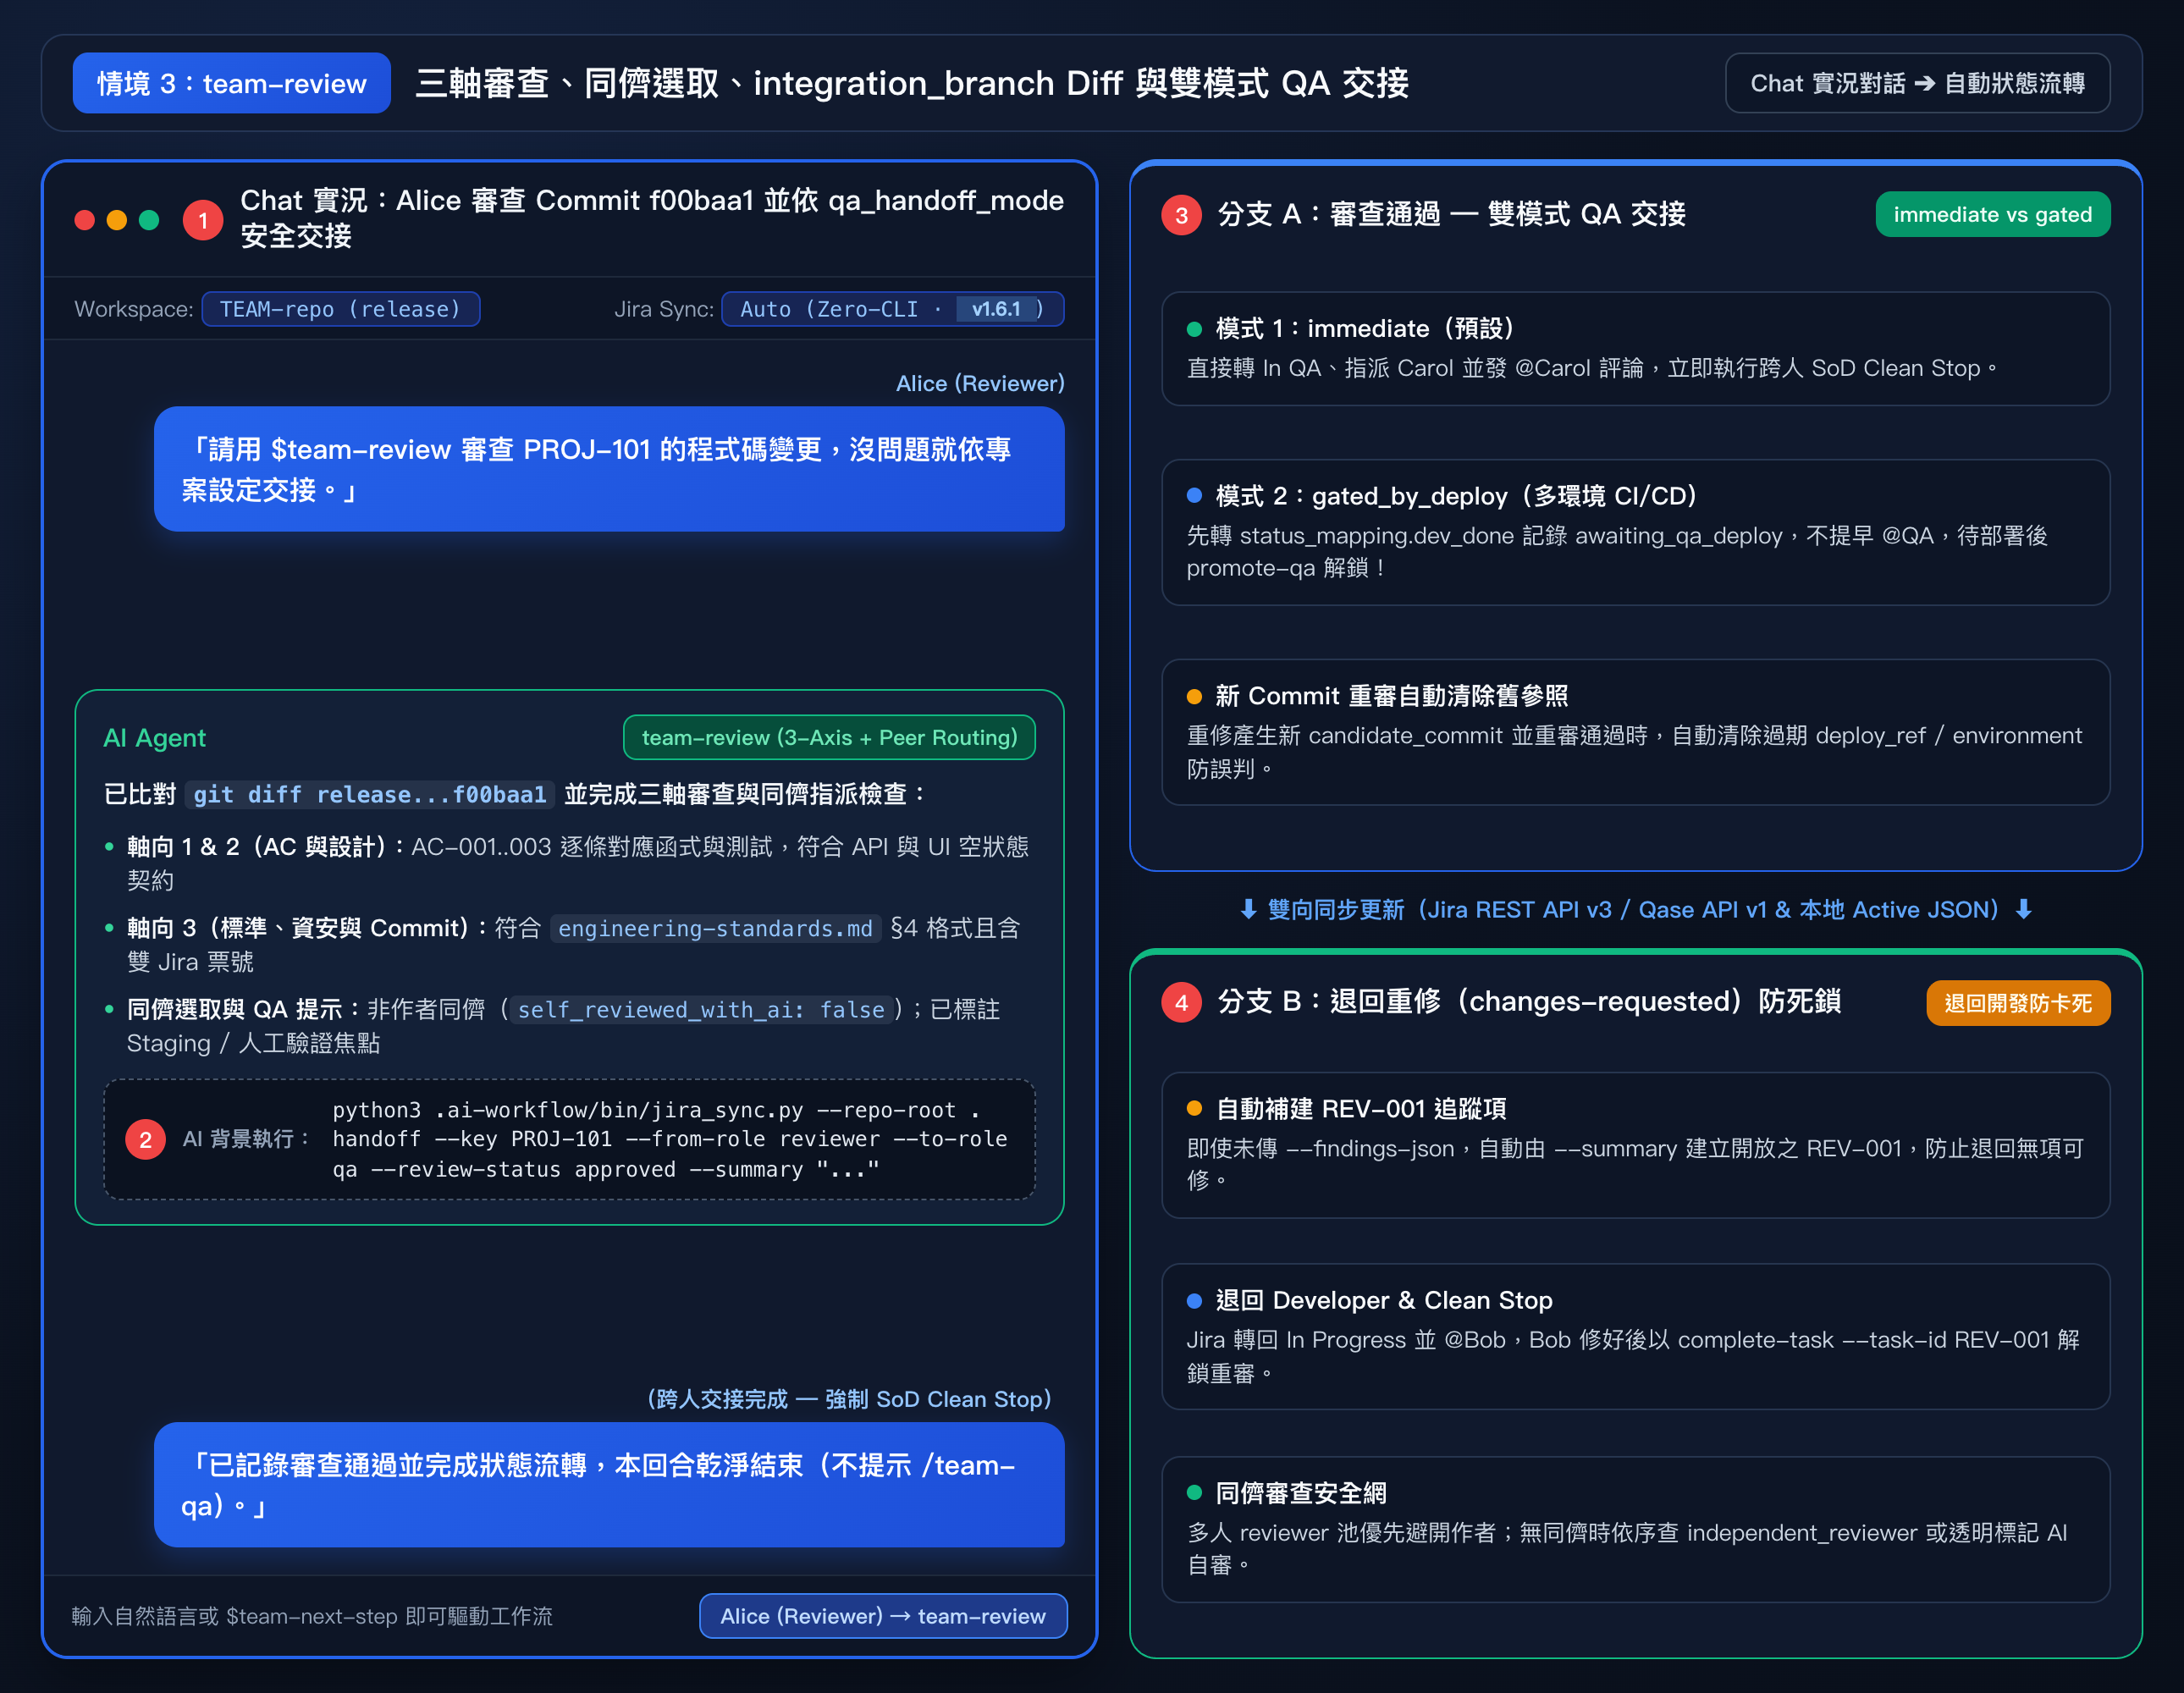 情境 3：team-review
三軸審查、同儕選取、integration_branch Diff 與雙模式 QA 交接
Chat 實況對話 ➔ 自動狀態流轉
1
Chat 實況：Alice 審查 Commit f00baa1 並依 qa_handoff_mode
安全交接
Workspace: TEAM-repo (release)
Jira Sync: Auto (Zero-CLI · v1.6.1)
Alice (Reviewer)
「請用 $team-review 審查 PROJ-101 的程式碼變更，沒問題就依專
案設定交接。」
AI Agent
team-review (3-Axis + Peer Routing)
已比對 git diff release...f00baa1 並完成三軸審查與同儕指派檢查：
• 軸向 1 & 2（AC 與設計）：AC-001..003 逐條對應函式與測試，符合 API 與 UI 空狀態
契約
• 軸向 3（標準、資安與 Commit）：符合 engineering-standards.md §4 格式且含
雙 Jira 票號
• 同儕選取與 QA 提示：非作者同儕（self_reviewed_with_ai: false）；已標註
Staging / 人工驗證焦點
2
AI 背景執行：
python3 .ai-workflow/bin/jira_sync.py --repo-root .
handoff --key PROJ-101 --from-role reviewer --to-role
qa --review-status approved --summary "..."
（跨人交接完成 — 強制 SoD Clean Stop）
「已記錄審查通過並完成狀態流轉，本回合乾淨結束（不提示 /team-
qa）。」
輸入自然語言或 $team-next-step 即可驅動工作流
Alice (Reviewer) → team-review
3
分支 A：審查通過 — 雙模式 QA 交接
immediate vs gated
模式 1：immediate（預設）
直接轉 In QA、指派 Carol 並發 @Carol 評論，立即執行跨人 SoD Clean Stop。
模式 2：gated_by_deploy（多環境 CI/CD）
先轉 status_mapping.dev_done 記錄 awaiting_qa_deploy，不提早 @QA，待部署後
promote-qa 解鎖！
新 Commit 重審自動清除舊參照
重修產生新 candidate_commit 並重審通過時，自動清除過期 deploy_ref / environment
防誤判。
⬇ 雙向同步更新（Jira REST API v3 / Qase API v1 & 本地 Active JSON）⬇
4
分支 B：退回重修（changes-requested）防死鎖
退回開發防卡死
自動補建 REV-001 追蹤項
即使未傳 --findings-json，自動由 --summary 建立開放之 REV-001，防止退回無項可
修。
退回 Developer & Clean Stop
Jira 轉回 In Progress 並 @Bob，Bob 修好後以 complete-task --task-id REV-001 解
鎖重審。
同儕審查安全網
多人 reviewer 池優先避開作者；無同儕時依序查 independent_reviewer 或透明標記 AI
自審。